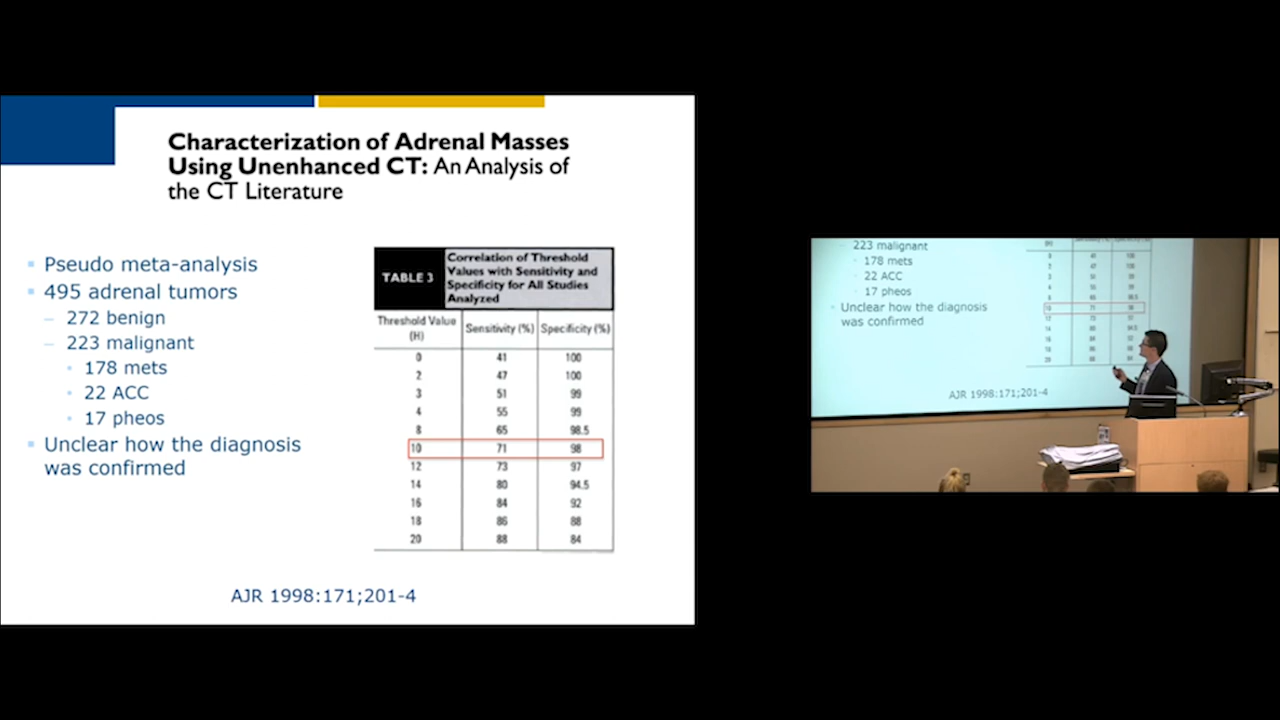 Characterization of Adrenal Masses
Using Unenhanced CT: An Analysis of
the CT Literature
Pseudo meta-analysis
495 adrenal tumors
272 benign
223 malignant
178 mets
22 ACC
17 pheos
Unclear how the diagnosis
was confirmed
TABLE 3
Correlation of Threshold
Values with Sensitivity and
Specificity for All Studies
Analyzed
Threshold Value
(H)
Sensitivity (%)
Specificity (%)
0 41 100
2 47 100
3 51 99
4 55 99
8 65 98.5
10 71 98
12 73 97
14 80 94.5
16 84 92
18 86 88
20 88 84
AJR 1998:171;201-4
223 malignant
178 mets
22 ACC
17 pheos
Unclear how the diagnosis
was confirmed
AJR 1998:171;201-4